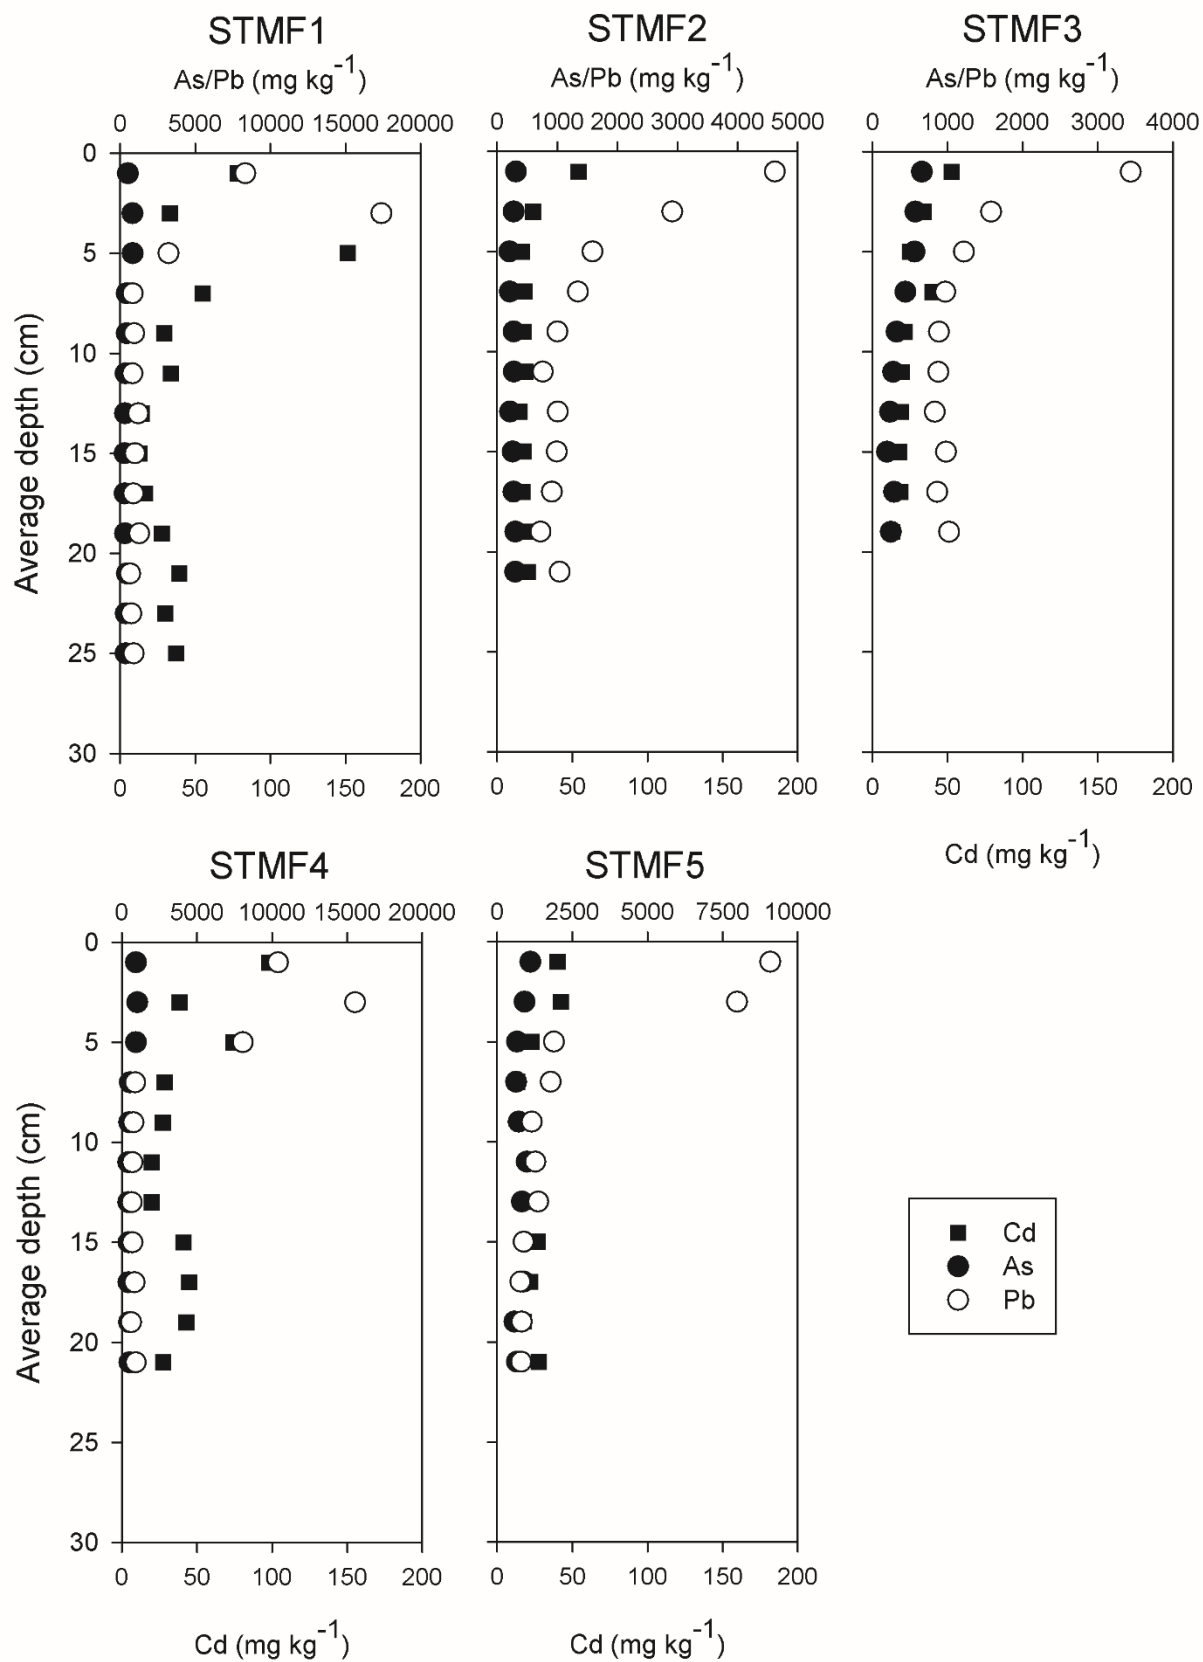 STMF1 STMF2 STMF3
As/Pb (mg kg⁻¹) As/Pb (mg kg⁻¹) As/Pb (mg kg⁻¹)
0 5000 10000 15000 20000 0 1000 2000 3000 4000 5000 0 1000 2000 3000 4000
0
5
10
15
20
25
30
Average depth (cm)
0 50 100 150 200 0 50 100 150 200 0 50 100 150 200
Cd (mg kg⁻¹)
STMF4 STMF5
0 5000 10000 15000 20000 0 2500 5000 7500 10000
0
5
10
15
20
25
30
Average depth (cm)
Cd
As
Pb
0 50 100 150 200 0 50 100 150 200
Cd (mg kg⁻¹) Cd (mg kg⁻¹)